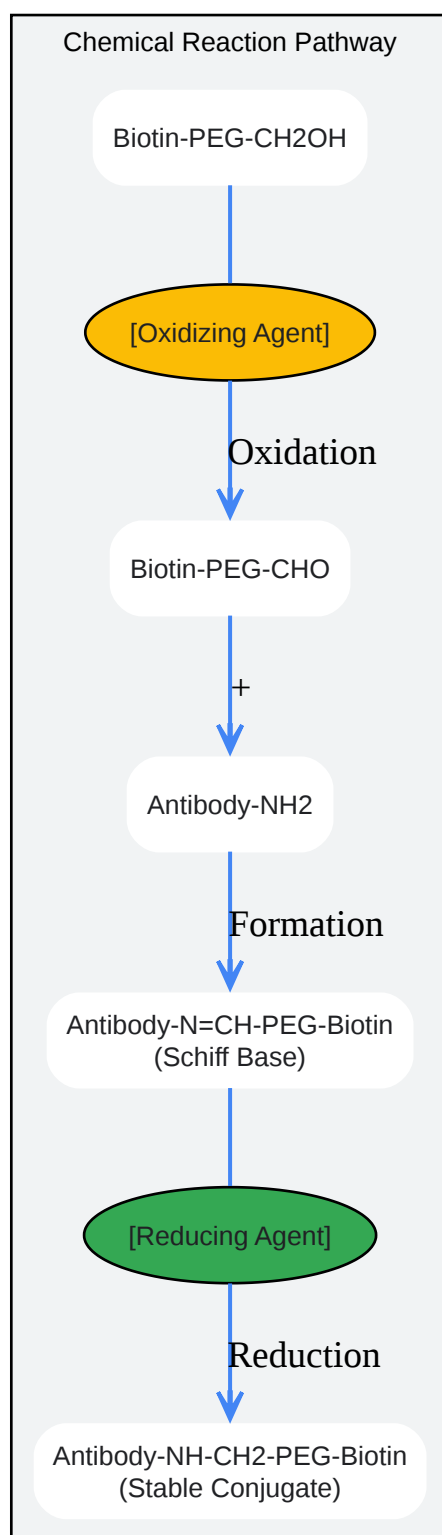 Chemical Reaction Pathway
Biotin-PEG-CH2OH
[Oxidizing Agent]
Oxidation
Biotin-PEG-CHO
+
Antibody-NH2
Formation
Antibody-N=CH-PEG-Biotin
(Schiff Base)
[Reducing Agent]
Reduction
Antibody-NH-CH2-PEG-Biotin
(Stable Conjugate)